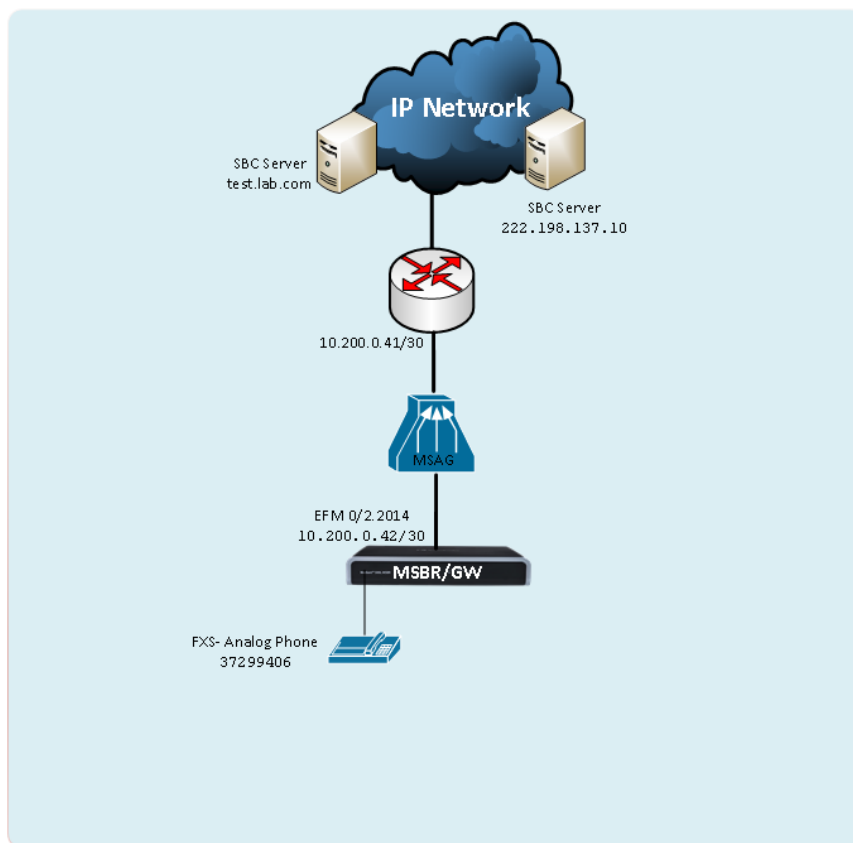 IP Network
SBC Server
test.lab.com
SBC Server
222.198.137.10
10.200.0.41/30
MSAG
EFM 0/2.2014
10.200.0.42/30
MSBR/GW
FXS- Analog Phone
37299406